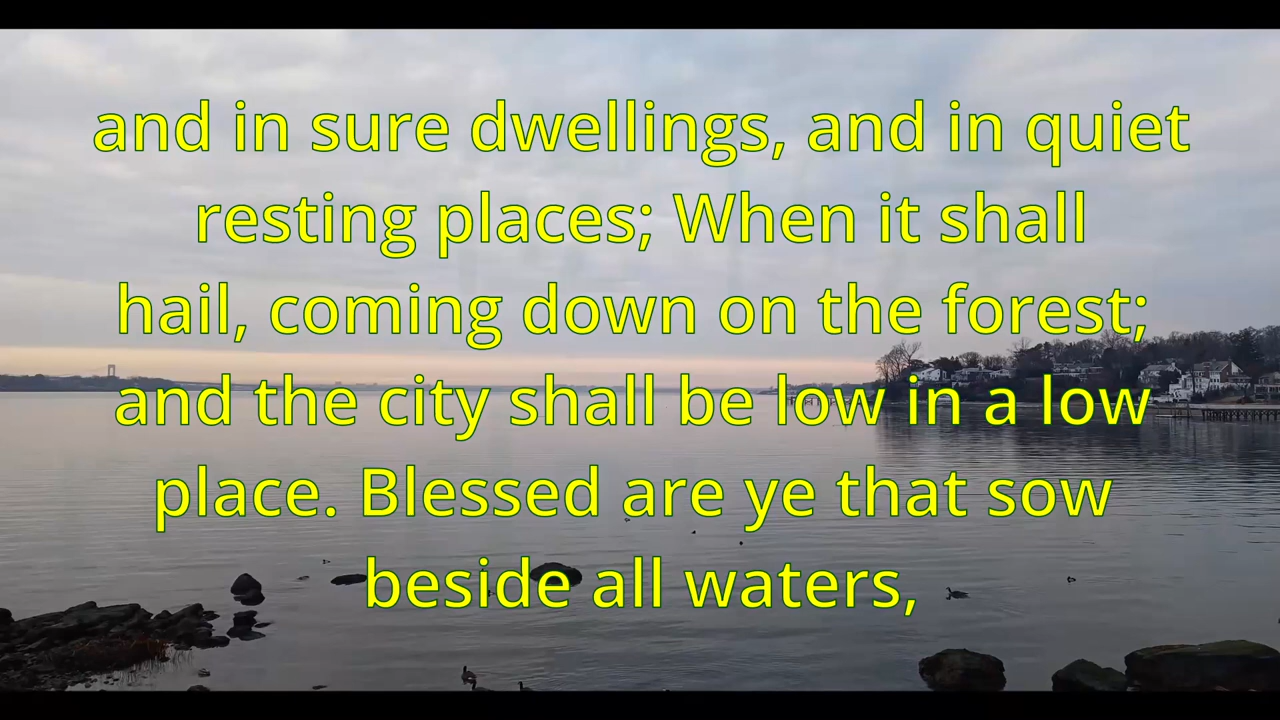 and in sure dwellings, and in quiet
resting places; When it shall
hail, coming down on the forest;
and the city shall be low in a low
place. Blessed are ye that sow
beside all waters,